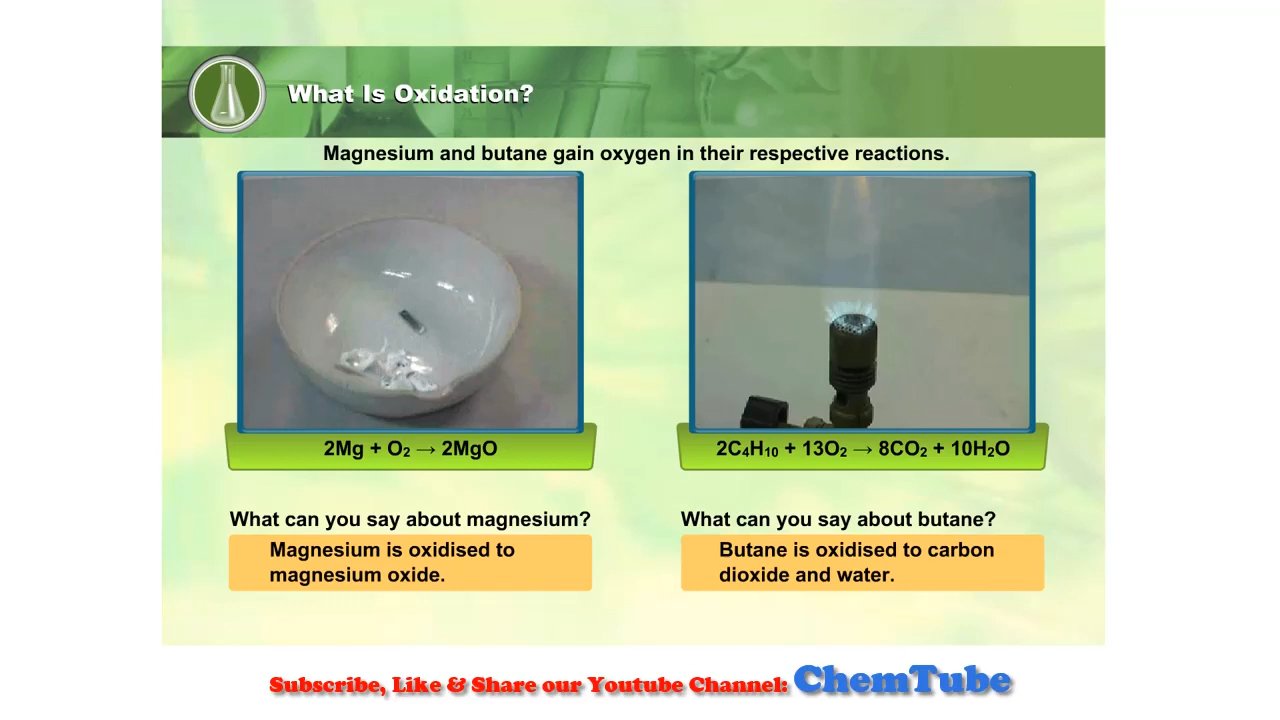 What Is Oxidation?
Magnesium and butane gain oxygen in their respective reactions.
2Mg + O₂ → 2MgO
2C₄H₁₀ + 13O₂ → 8CO₂ + 10H₂O
What can you say about magnesium?
Magnesium is oxidised to
magnesium oxide.
What can you say about butane?
Butane is oxidised to carbon
dioxide and water.
Subscribe, Like & Share our Youtube Channel: ChemTube